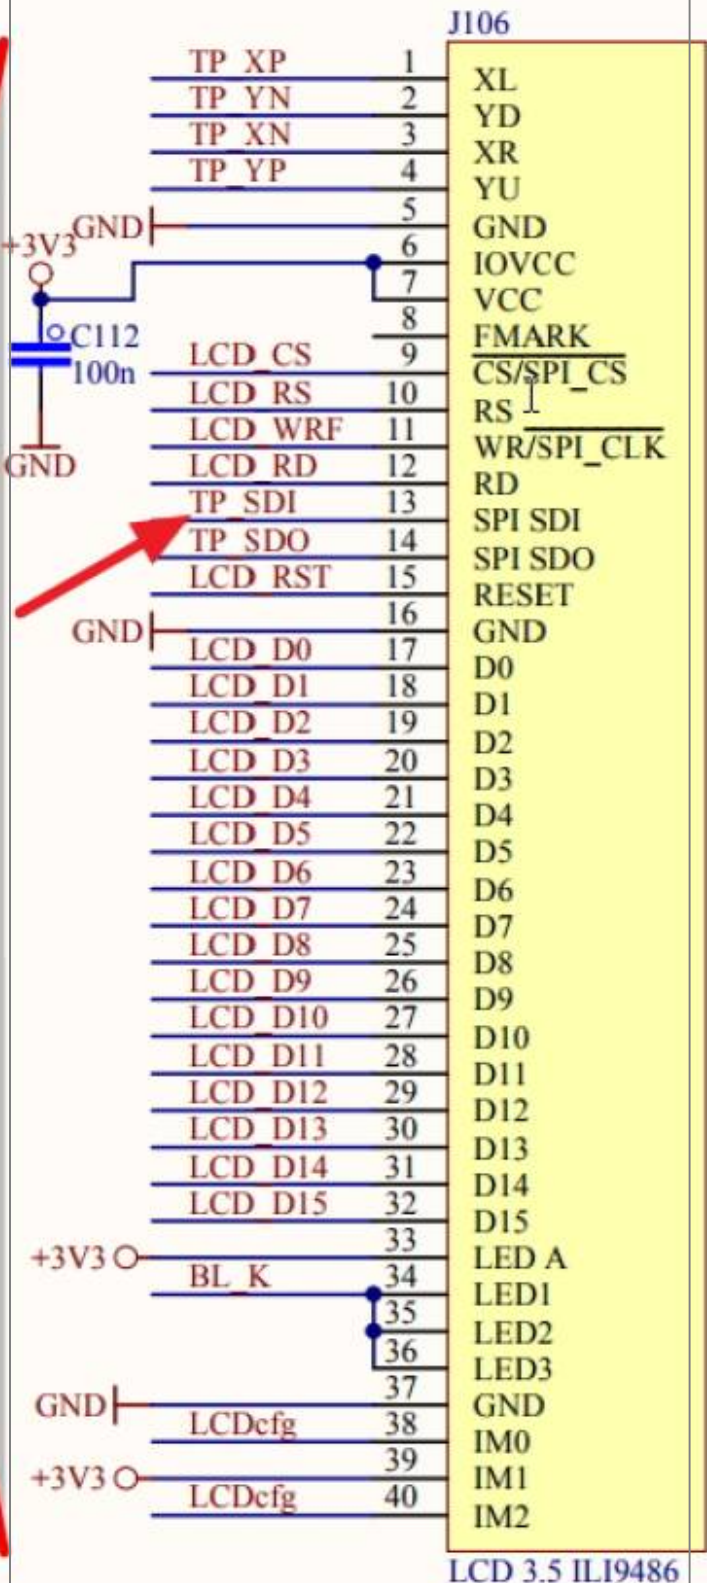 J106
TP_XP 1 XL
TP_YN 2 YD
TP_XN 3 XR
TP_YP 4 YU
GND 5 GND
+3V3 6 IOVCC
7 VCC
8 FMARK
C112
100n
GND
LCD_CS 9 CS/SPI_CS
LCD_RS 10 RS
LCD_WRF 11 WR/SPI_CLK
LCD_RD 12 RD
TP_SDI 13 SPI SDI
TP_SDO 14 SPI SDO
LCD_RST 15 RESET
GND 16 GND
LCD_D0 17 D0
LCD_D1 18 D1
LCD_D2 19 D2
LCD_D3 20 D3
LCD_D4 21 D4
LCD_D5 22 D5
LCD_D6 23 D6
LCD_D7 24 D7
LCD_D8 25 D8
LCD_D9 26 D9
LCD_D10 27 D10
LCD_D11 28 D11
LCD_D12 29 D12
LCD_D13 30 D13
LCD_D14 31 D14
LCD_D15 32 D15
+3V3 33 LED A
BL_K 34 LED1
35 LED2
36 LED3
GND 37 GND
LCDcfg 38 IM0
+3V3 39 IM1
LCDcfg 40 IM2
LCD 3.5 ILI9486